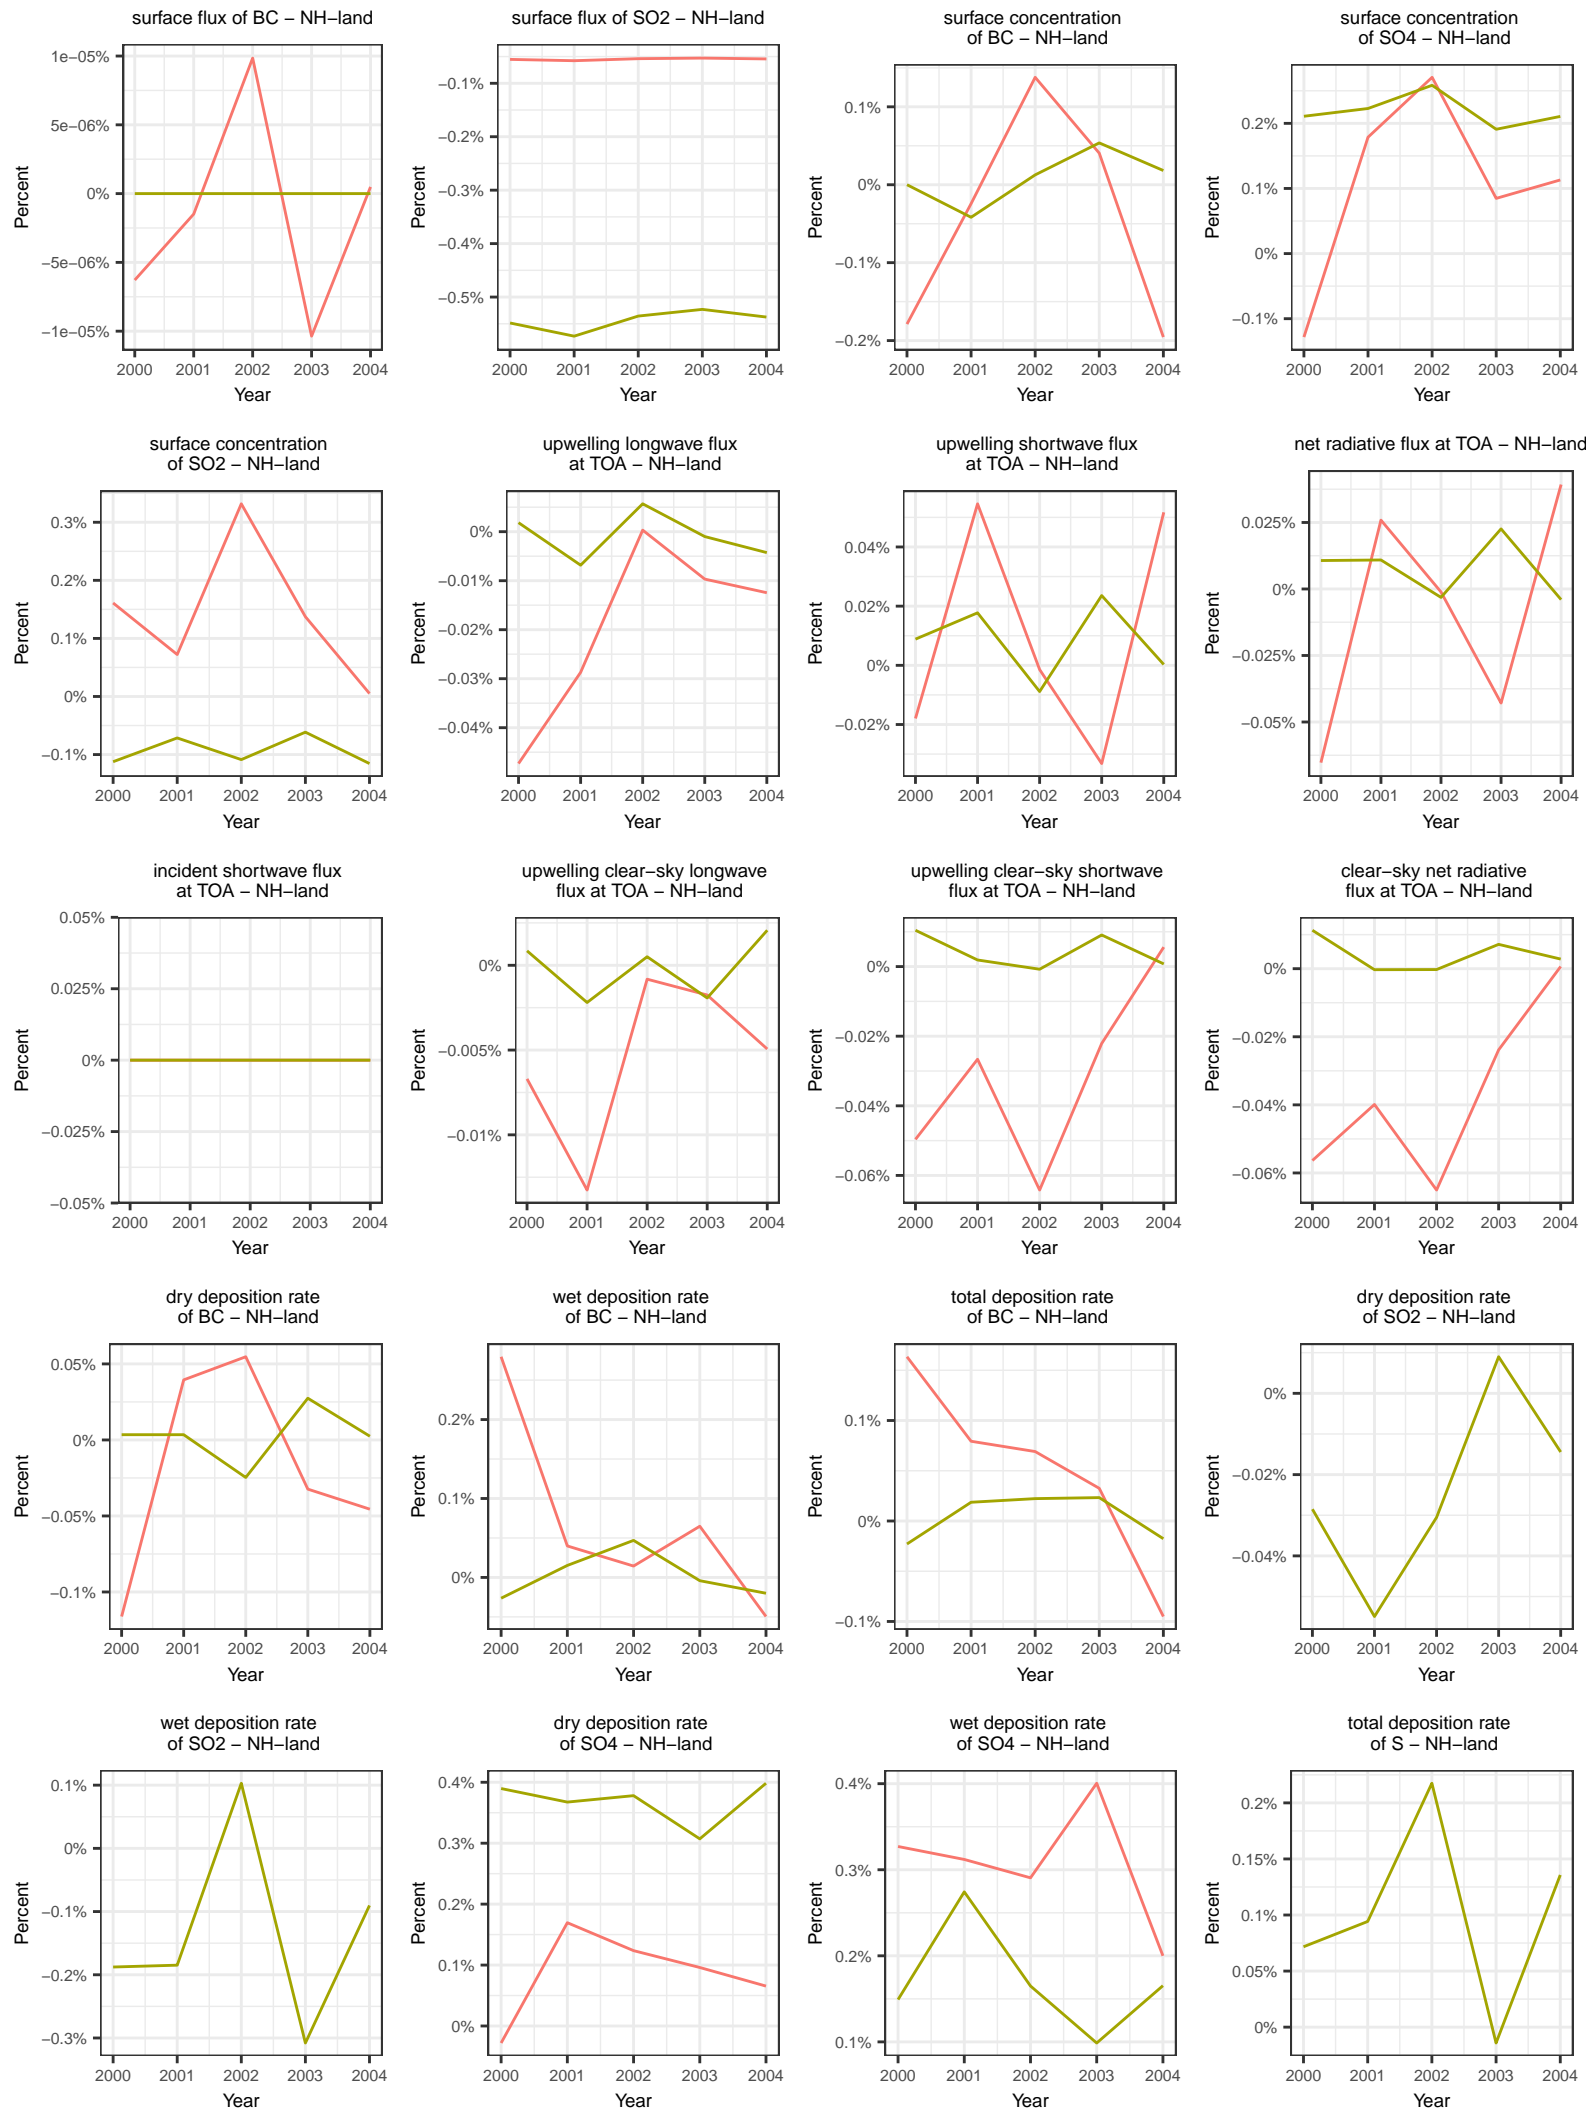 surface flux of BC − NH−land
1e−05%
5e−06%
0%
−5e−06%
−1e−05%
2000 2001 2002 2003 2004
Year
Percent
surface flux of SO2 − NH−land
−0.1%
−0.2%
−0.3%
−0.4%
−0.5%
2000 2001 2002 2003 2004
Year
Percent
surface concentration
of BC − NH−land
0.1%
0%
−0.1%
−0.2%
2000 2001 2002 2003 2004
Year
Percent
surface concentration
of SO4 − NH−land
0.2%
0.1%
0%
−0.1%
2000 2001 2002 2003 2004
Year
Percent
surface concentration
of SO2 − NH−land
0.3%
0.2%
0.1%
0%
−0.1%
2000 2001 2002 2003 2004
Year
Percent
upwelling longwave flux
at TOA − NH−land
0%
−0.01%
−0.02%
−0.03%
−0.04%
2000 2001 2002 2003 2004
Year
Percent
upwelling shortwave flux
at TOA − NH−land
0.04%
0.02%
0%
−0.02%
2000 2001 2002 2003 2004
Year
Percent
net radiative flux at TOA − NH−land
0.025%
0%
−0.025%
−0.05%
2000 2001 2002 2003 2004
Year
Percent
incident shortwave flux
at TOA − NH−land
0.05%
0.025%
0%
−0.025%
−0.05%
2000 2001 2002 2003 2004
Year
Percent
upwelling clear−sky longwave
flux at TOA − NH−land
0%
−0.005%
−0.01%
2000 2001 2002 2003 2004
Year
Percent
upwelling clear−sky shortwave
flux at TOA − NH−land
0%
−0.02%
−0.04%
−0.06%
2000 2001 2002 2003 2004
Year
Percent
clear−sky net radiative
flux at TOA − NH−land
0%
−0.02%
−0.04%
−0.06%
2000 2001 2002 2003 2004
Year
Percent
dry deposition rate
of BC − NH−land
0.05%
0%
−0.05%
−0.1%
2000 2001 2002 2003 2004
Year
Percent
wet deposition rate
of BC − NH−land
0.2%
0.1%
0%
2000 2001 2002 2003 2004
Year
Percent
total deposition rate
of BC − NH−land
0.1%
0%
−0.1%
2000 2001 2002 2003 2004
Year
Percent
dry deposition rate
of SO2 − NH−land
0%
−0.02%
−0.04%
2000 2001 2002 2003 2004
Year
Percent
wet deposition rate
of SO2 − NH−land
0.1%
0%
−0.1%
−0.2%
−0.3%
2000 2001 2002 2003 2004
Year
Percent
dry deposition rate
of SO4 − NH−land
0.4%
0.3%
0.2%
0.1%
0%
2000 2001 2002 2003 2004
Year
Percent
wet deposition rate
of SO4 − NH−land
0.4%
0.3%
0.2%
0.1%
2000 2001 2002 2003 2004
Year
Percent
total deposition rate
of S − NH−land
0.2%
0.15%
0.1%
0.05%
0%
2000 2001 2002 2003 2004
Year
Percent